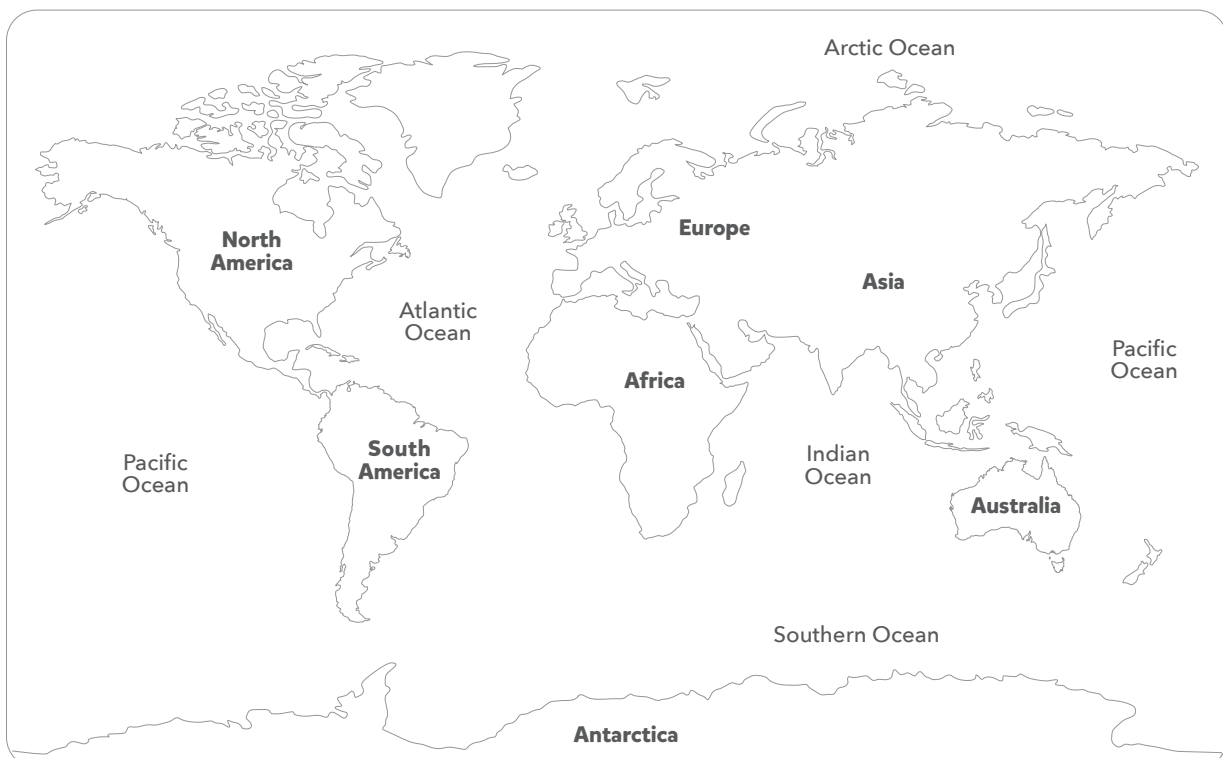 Arctic Ocean
North
America
Europe
Asia
Atlantic
Ocean
Pacific
Ocean
Africa
South
America
Indian
Ocean
Pacific
Ocean
Australia
Southern Ocean
Antarctica